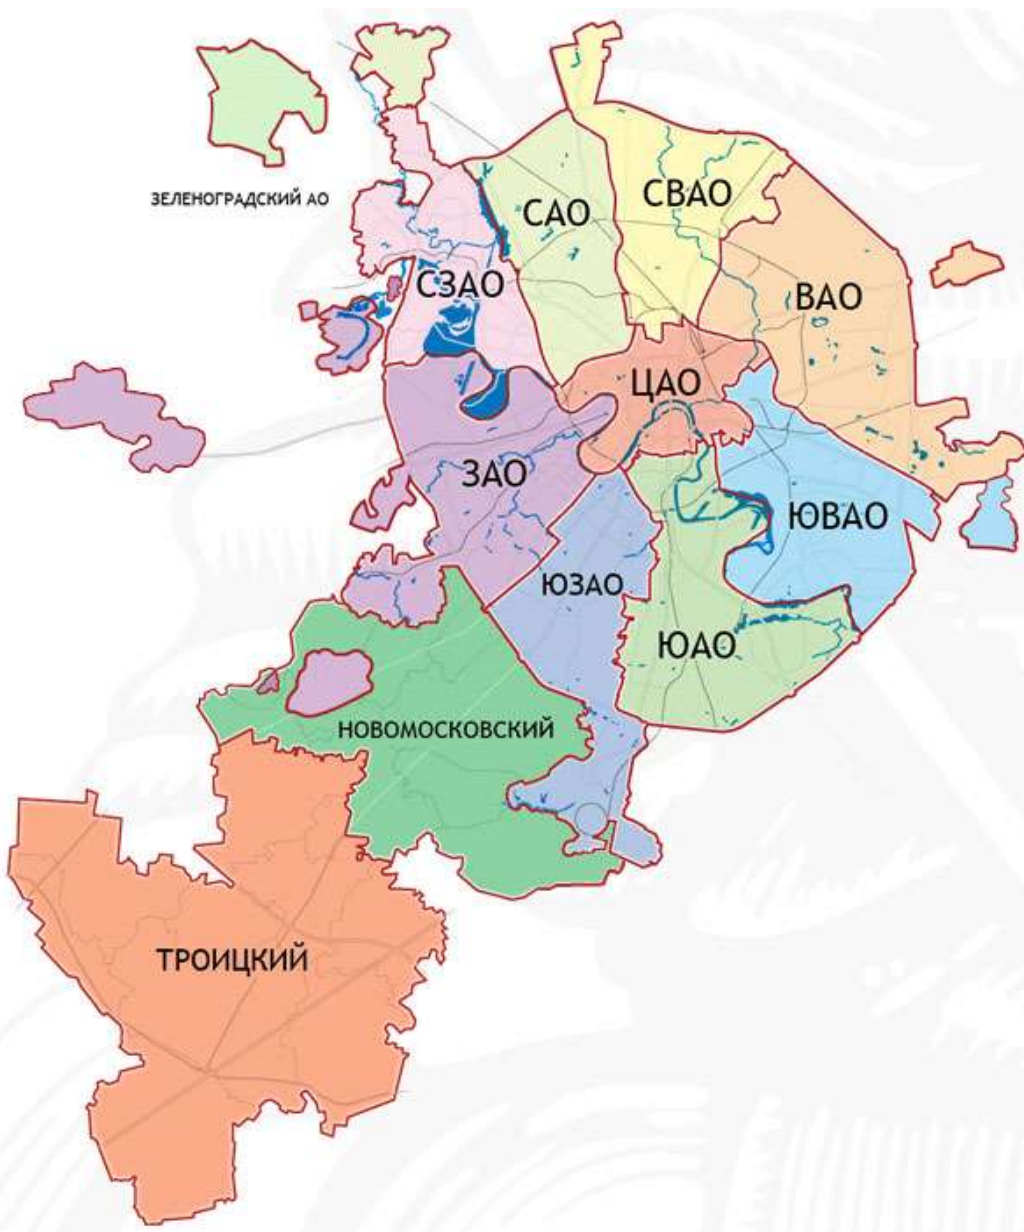 ЗЕЛЕНОГРАДСКИЙ АО
САО
СВАО
СЗАО
ВАО
ЦАО
ЗАО
ЮВАО
ЮЗАО
ЮАО
НОВОМОСКОВСКИЙ
ТРОИЦКИЙ